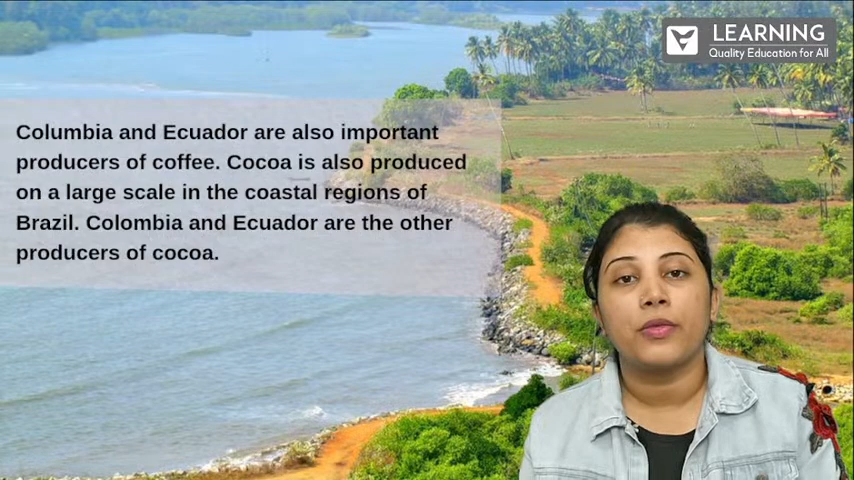 LEARNING
Quality Education for All
Columbia and Ecuador are also important
producers of coffee. Cocoa is also produced
on a large scale in the coastal regions of
Brazil. Colombia and Ecuador are the other
producers of cocoa.